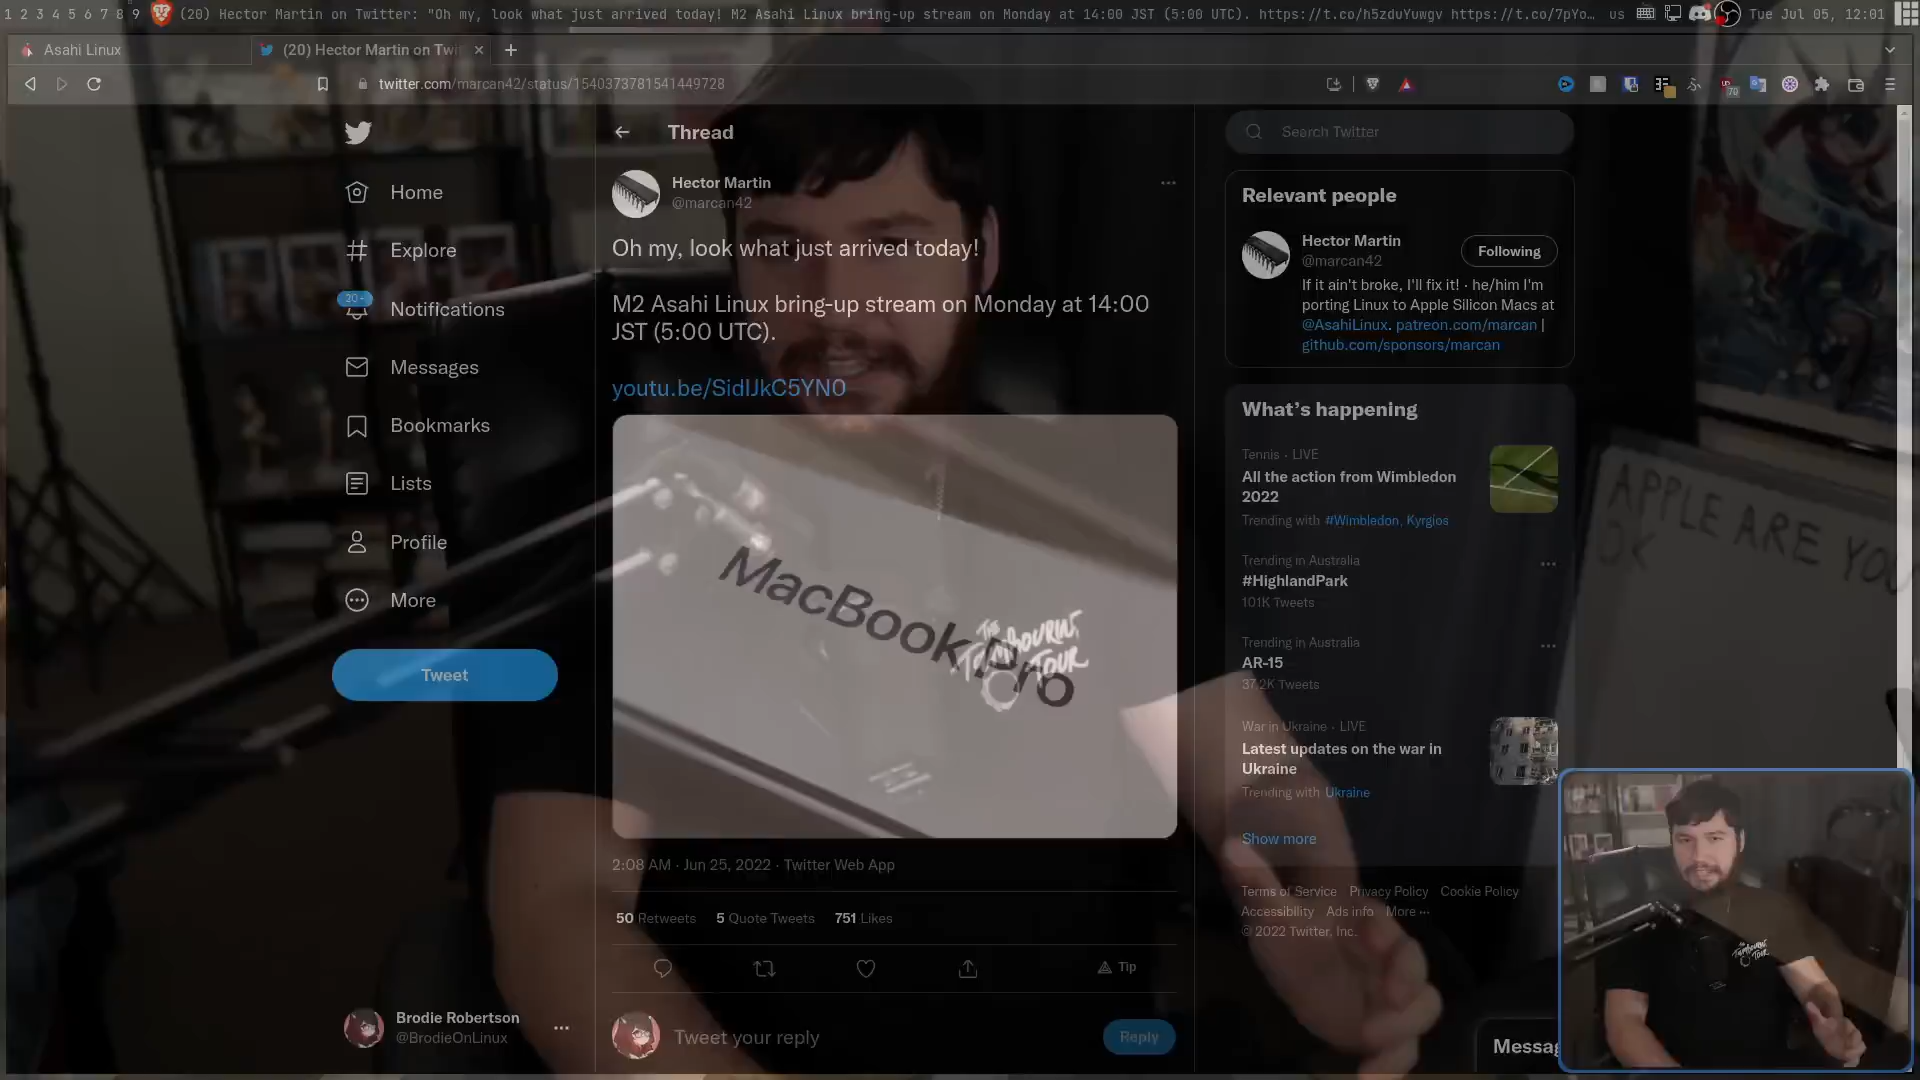 1 2 3 4 5 6 7 8 9 (20) Hector Martin on Twitter: "Oh my, look what just arrived today! M2 Asahi Linux bring-up stream on Monday at 14:00 JST (5:00 UTC). https://t.co/h5zduYuwgv https://t.co/7pYo… us Tue Jul 05, 12:01
Asahi Linux (20) Hector Martin on Twi
twitter.com/marcan42/status/1540373781541449728
70
Thread
Search Twitter
Home
Explore
20+
Notifications
Messages
Bookmarks
Lists
Profile
More
Tweet
Brodie Robertson
@BrodieOnLinux
Hector Martin
@marcan42
Oh my, look what just arrived today!
M2 Asahi Linux bring-up stream on Monday at 14:00
JST (5:00 UTC).
youtu.be/SidIJkC5YN0
MacBook Pro
THE
TAMBOURINE
TOUR
2:08 AM · Jun 25, 2022 · Twitter Web App
50 Retweets 5 Quote Tweets 751 Likes
Tip
Tweet your reply
Reply
Relevant people
Hector Martin
@marcan42
Following
If it ain't broke, I'll fix it! · he/him I'm
porting Linux to Apple Silicon Macs at
@AsahiLinux. patreon.com/marcan |
github.com/sponsors/marcan
What's happening
Tennis · LIVE
All the action from Wimbledon
2022
Trending with #Wimbledon, Kyrgios
Trending in Australia
#HighlandPark
101K Tweets
Trending in Australia
AR-15
37.2K Tweets
War in Ukraine · LIVE
Latest updates on the war in
Ukraine
Trending with Ukraine
Show more
Terms of Service Privacy Policy Cookie Policy
Accessibility Ads info More ···
© 2022 Twitter, Inc.
Messag
APPLE ARE YOU
OK